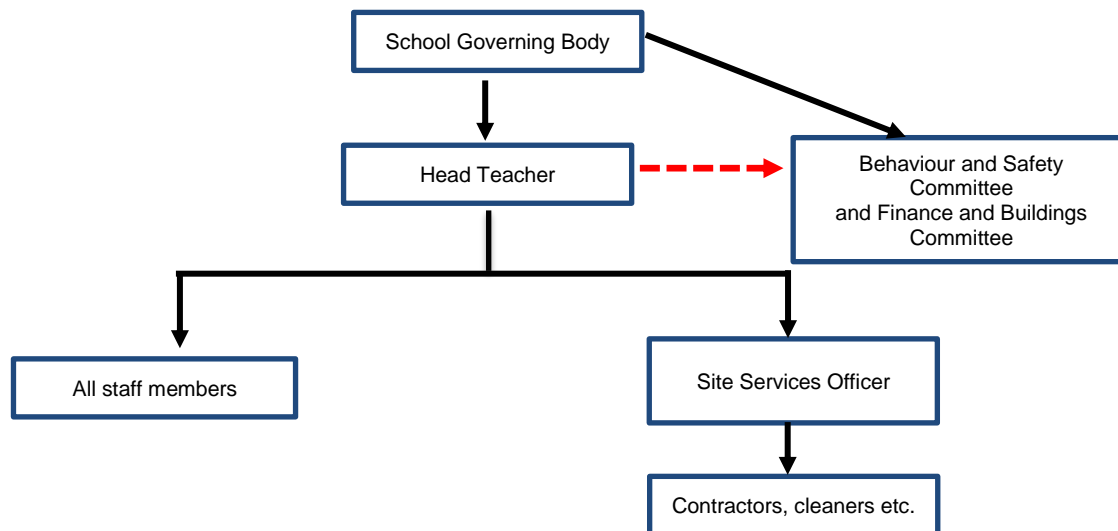 School Governing Body
Head Teacher
Behaviour and Safety
Committee
and Finance and Buildings
Committee
All staff members
Site Services Officer
Contractors, cleaners etc.